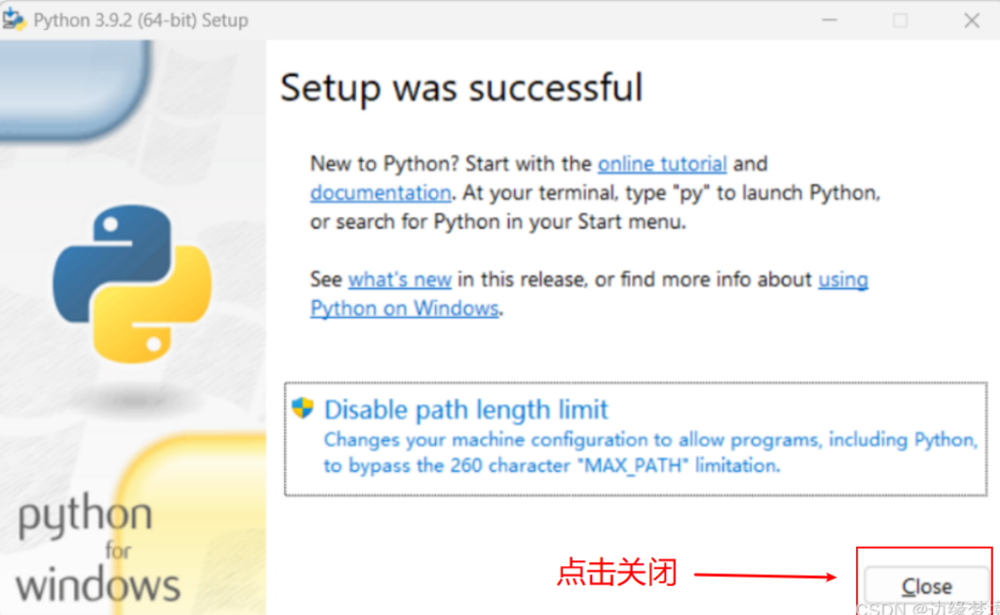 Python 3.9.2 (64-bit) Setup
Setup was successful
New to Python? Start with the online tutorial and
documentation. At your terminal, type "py" to launch Python,
or search for Python in your Start menu.
See what's new in this release, or find more info about using
Python on Windows.
Disable path length limit
Changes your machine configuration to allow programs, including Python,
to bypass the 260 character "MAX_PATH" limitation.
python
for
windows
点击关闭
Close
CSDN @边缘梦